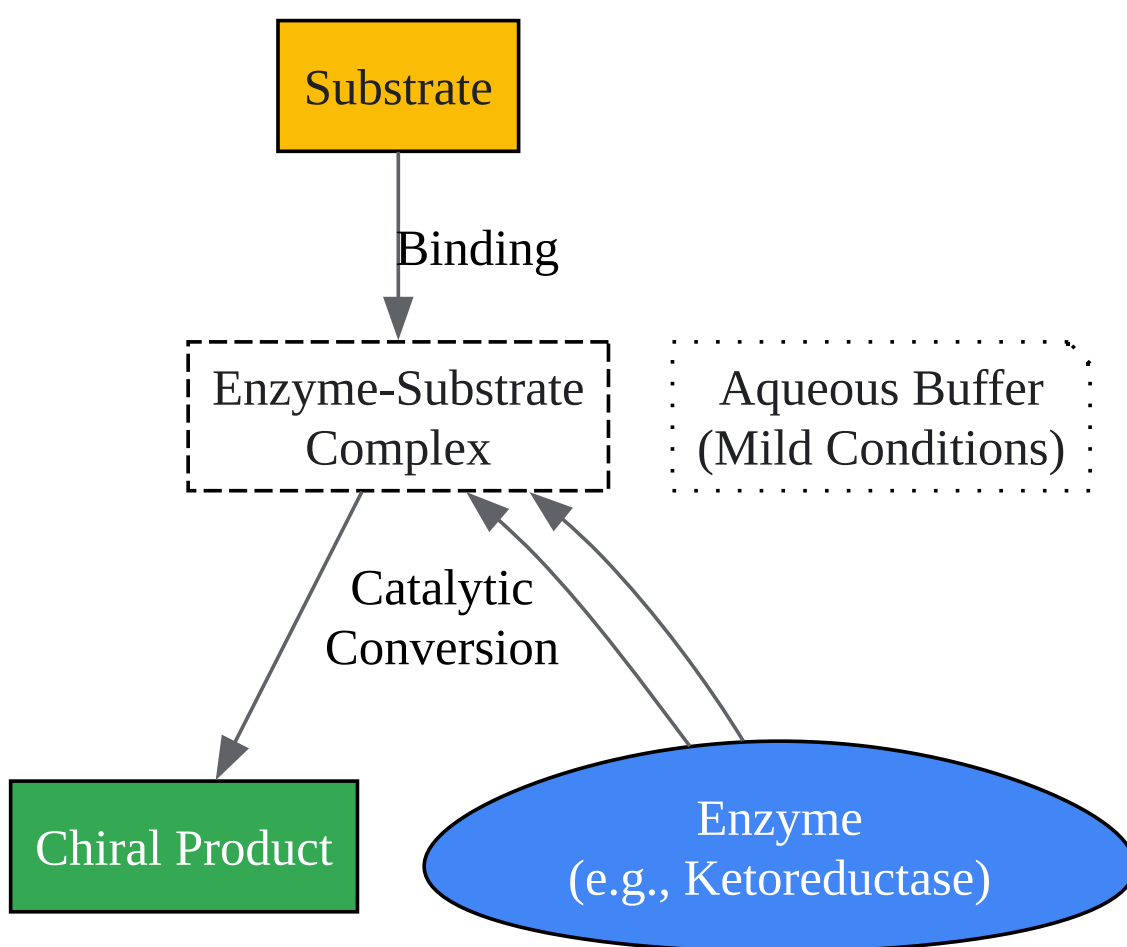 Substrate
Binding
Enzyme-Substrate
Complex
Aqueous Buffer
(Mild Conditions)
Catalytic
Conversion
Chiral Product
Enzyme
(e.g., Ketoreductase)